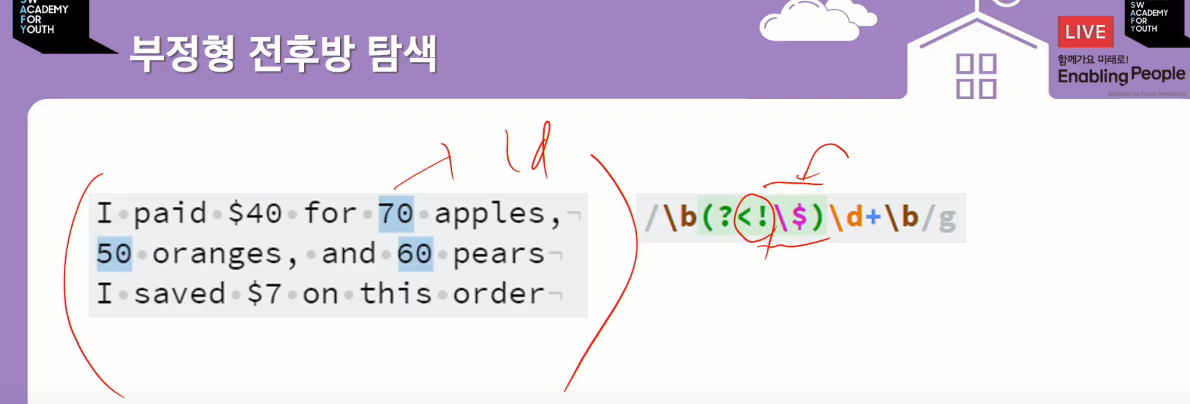 SW
ACADEMY
FOR
YOUTH
부정형 전후방 탐색
LIVE
SW
ACADEMY
FOR
YOUTH
함께가요 미래로!
Enabling People
\d
I paid $40 for 70 apples,
50 oranges, and 60 pears
I saved $7 on this order
/\b(?<!\$)\d+\b/g